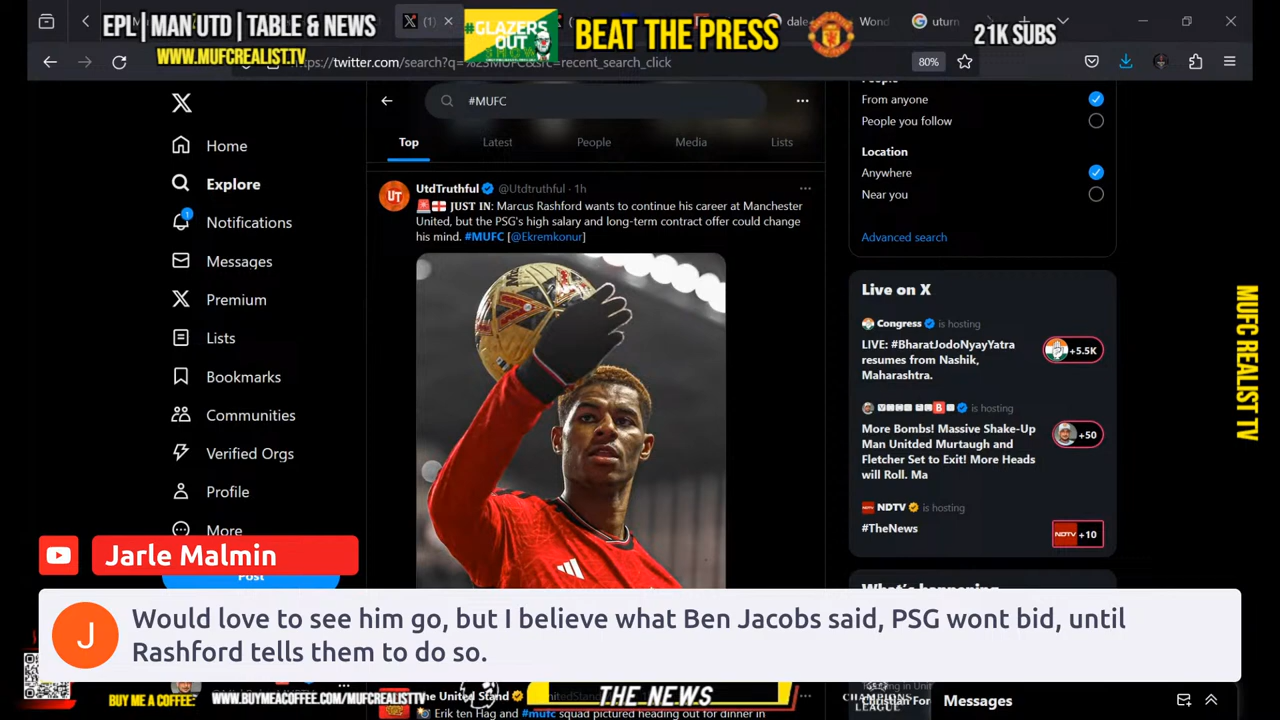 EPL | MAN UTD | TABLE & NEWS
WWW.MUFCREALIST.TV
(1)
#GLAZERS
OUT
BEAT THE PRESS
dale
Wond
uturn
21K SUBS
80%
Home
Explore
1
Notifications
Messages
Premium
Lists
Bookmarks
Communities
Verified Orgs
Profile
More
Post
#MUFC
Top
Latest
People
Media
Lists
UtdTruthful @Utdtruthful · 1h
JUST IN: Marcus Rashford wants to continue his career at Manchester
United, but the PSG's high salary and long-term contract offer could change
his mind. #MUFC [@Ekremkonur]
From anyone
People you follow
Location
Anywhere
Near you
Advanced search
Live on X
Congress is hosting
LIVE: #BharatJodoNyayYatra
resumes from Nashik,
Maharashtra.
+5.5K
is hosting
More Bombs! Massive Shake-Up
Man Unitded Murtaugh and
Fletcher Set to Exit! More Heads
will Roll. Ma
+50
NDTV is hosting
#TheNews
NDTV +10
MUFC REALIST TV
Jarle Malmin
J
Would love to see him go, but I believe what Ben Jacobs said, PSG wont bid, until
Rashford tells them to do so.
BUY ME A COFFEE: WWW.BUYMEACOFFEE.COM/MUFCREALISTTV
THE NEWS
Messages
Erik ten Hag and #mufc squad pictured heading out for dinner in